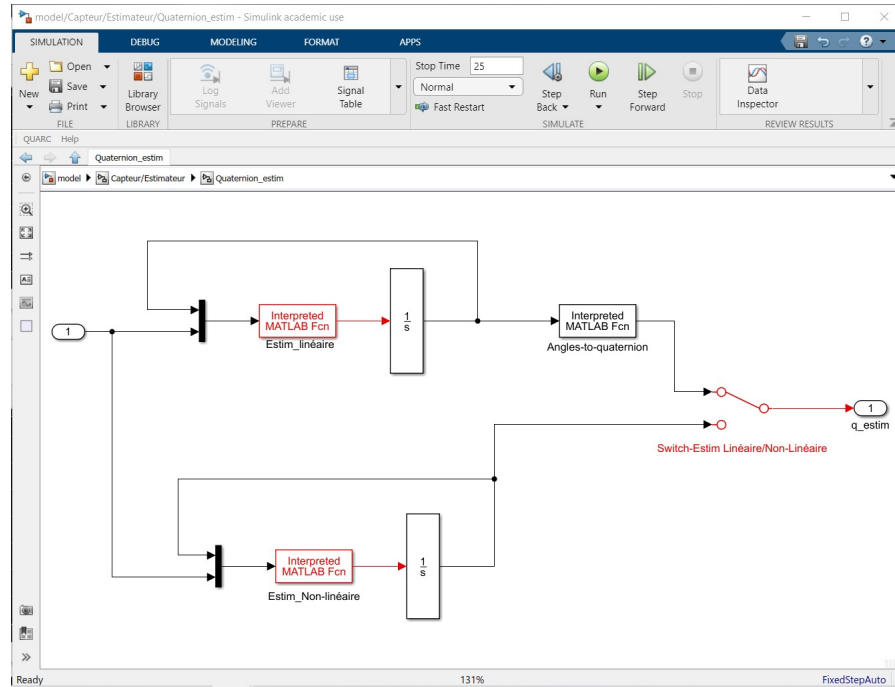 model/Capteur/Estimateur/Quaternion_estim - Simulink academic use
SIMULATION DEBUG MODELING FORMAT APPS
New
Open
Save
Print
FILE
Library
Browser
LIBRARY
Log
Signals
Add
Viewer
Signal
Table
PREPARE
Stop Time 25
Normal
Fast Restart
Step
Back
Run
Step
Forward
Stop
SIMULATE
Data
Inspector
REVIEW RESULTS
QUARC Help
Quaternion_estim
model Capteur/Estimateur Quaternion_estim
1
Interpreted
MATLAB Fcn
Estim_linéaire
1
s
Interpreted
MATLAB Fcn
Angles-to-quaternion
1
q_estim
Switch-Estim Linéaire/Non-Linéaire
Interpreted
MATLAB Fcn
Estim_Non-linéaire
1
s
Ready 131% FixedStepAuto